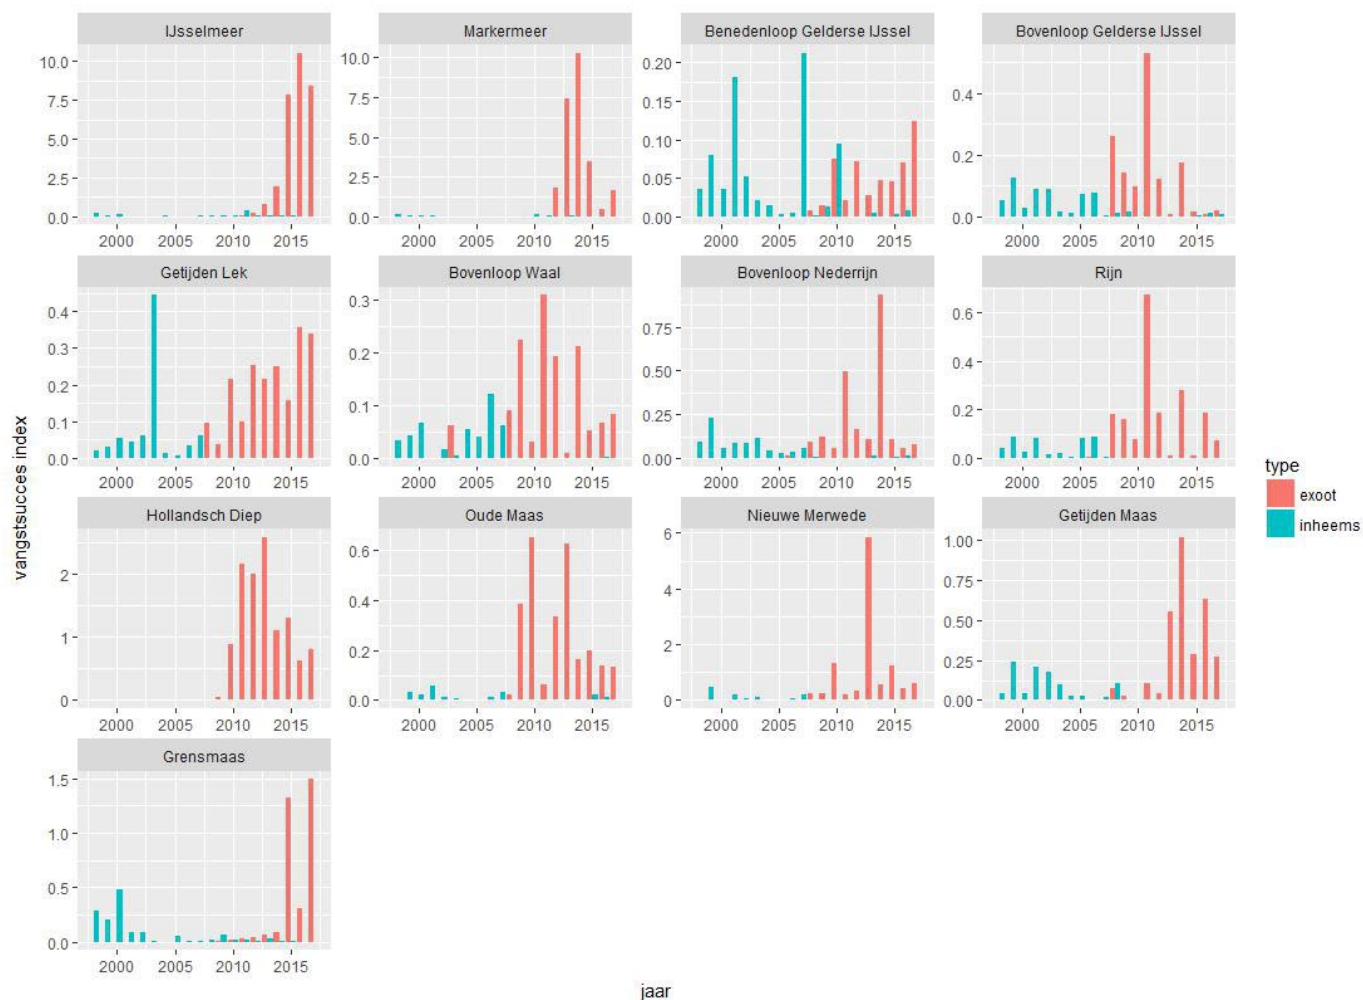 IJsselmeer
Markermeer
Benedenloop Gelderse IJssel
Bovenloop Gelderse IJssel
10.0
7.5
5.0
2.5
0.0
10.0
7.5
5.0
2.5
0.0
0.20
0.15
0.10
0.05
0.00
0.4
0.2
0.0
2000 2005 2010 2015
2000 2005 2010 2015
2000 2005 2010 2015
2000 2005 2010 2015
Getijden Lek
Bovenloop Waal
Bovenloop Nederrijn
Rijn
0.4
0.3
0.2
0.1
0.0
0.3
0.2
0.1
0.0
0.75
0.50
0.25
0.00
0.6
0.4
0.2
0.0
2000 2005 2010 2015
2000 2005 2010 2015
2000 2005 2010 2015
2000 2005 2010 2015
Hollandsch Diep
Oude Maas
Nieuwe Merwede
Getijden Maas
2
1
0
0.6
0.4
0.2
0.0
6
4
2
0
1.00
0.75
0.50
0.25
0.00
2000 2005 2010 2015
2000 2005 2010 2015
2000 2005 2010 2015
2000 2005 2010 2015
Grensmaas
1.5
1.0
0.5
0.0
2000 2005 2010 2015
vangstsucces index
jaar
type
exoot
inheems